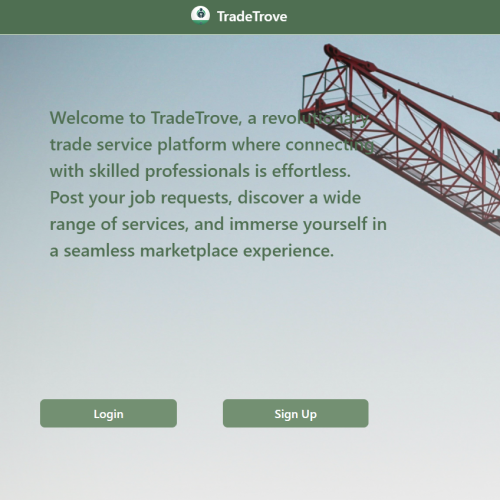 TradeTrove
Welcome to TradeTrove, a revolutionary
trade service platform where connecting
with skilled professionals is effortless.
Post your job requests, discover a wide
range of services, and immerse yourself in
a seamless marketplace experience.
Login
Sign Up